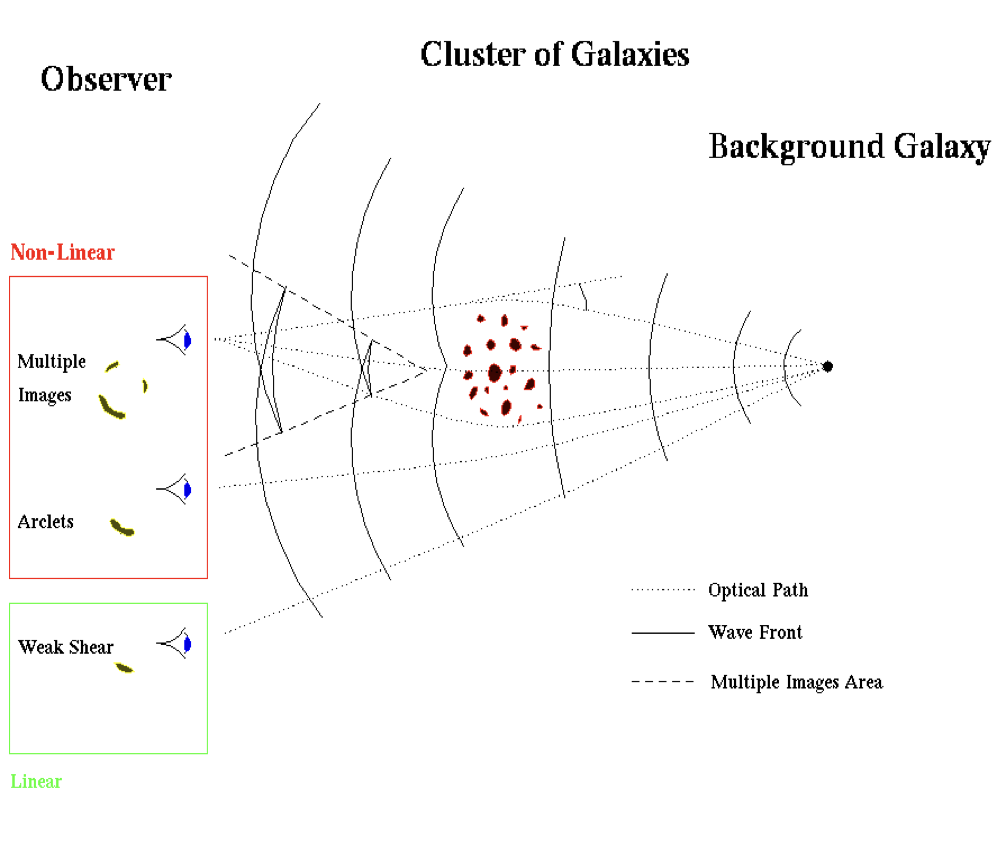 Cluster of Galaxies
Observer
Background Galaxy
Non-Linear
Multiple
Images
Arclets
Weak Shear
Linear
Optical Path
Wave Front
Multiple Images Area